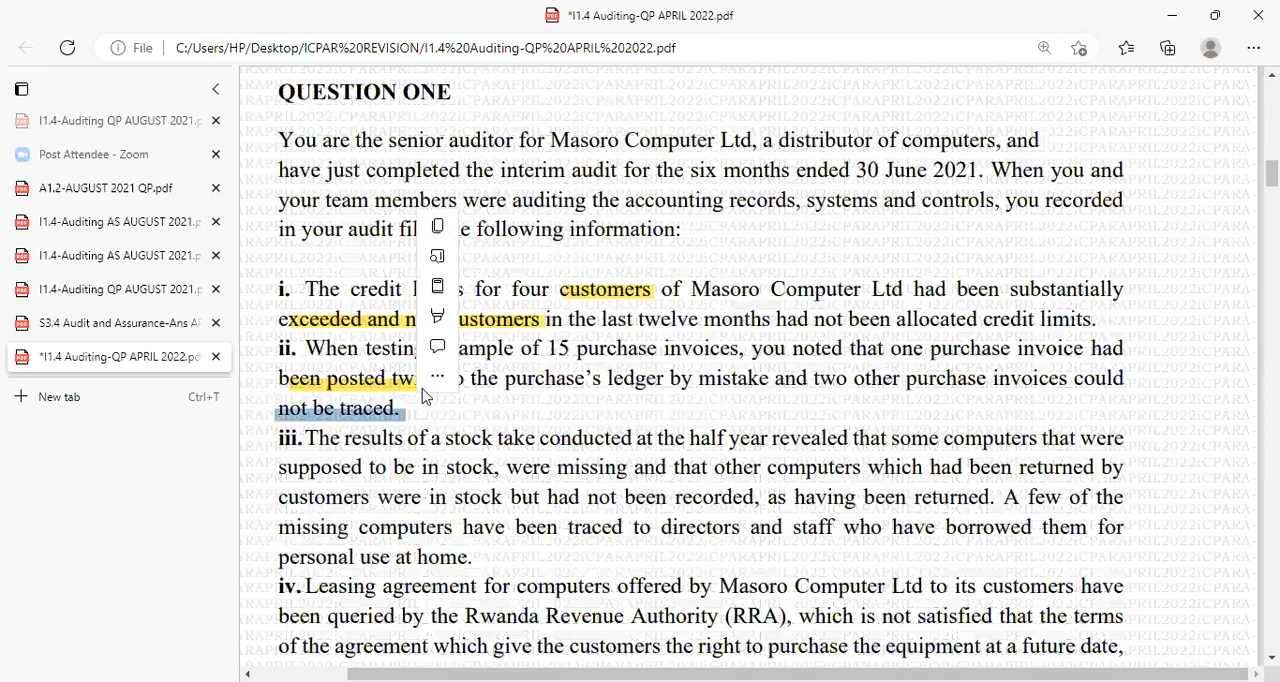 *I1.4 Auditing-QP APRIL 2022.pdf
File
C:/Users/HP/Desktop/ICPAR%20REVISION/I1.4%20Auditing-QP%20APRIL%202022.pdf
I1.4-Auditing QP AUGUST 2021.p
Post Attendee - Zoom
A1.2-AUGUST 2021 QP.pdf
I1.4-Auditing AS AUGUST 2021.p
I1.4-Auditing AS AUGUST 2021.p
I1.4-Auditing QP AUGUST 2021.p
S3.4 Audit and Assurance-Ans A
*I1.4 Auditing-QP APRIL 2022.pd
New tab
Ctrl+T
QUESTION ONE
You are the senior auditor for Masoro Computer Ltd, a distributor of computers, and
have just completed the interim audit for the six months ended 30 June 2021. When you and
your team members were auditing the accounting records, systems and controls, you recorded
in your audit fil e following information:
i. The credit s for four customers of Masoro Computer Ltd had been substantially
exceeded and n ustomers in the last twelve months had not been allocated credit limits.
ii. When testing ample of 15 purchase invoices, you noted that one purchase invoice had
been posted tw o the purchase's ledger by mistake and two other purchase invoices could
not be traced.
iii. The results of a stock take conducted at the half year revealed that some computers that were
supposed to be in stock, were missing and that other computers which had been returned by
customers were in stock but had not been recorded, as having been returned. A few of the
missing computers have been traced to directors and staff who have borrowed them for
personal use at home.
iv. Leasing agreement for computers offered by Masoro Computer Ltd to its customers have
been queried by the Rwanda Revenue Authority (RRA), which is not satisfied that the terms
of the agreement which give the customers the right to purchase the equipment at a future date,